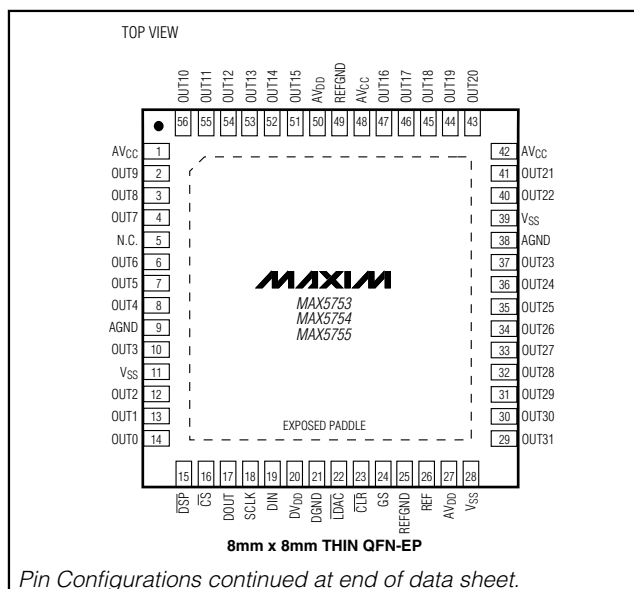 TOP VIEW
OUT10 OUT11 OUT12 OUT13 OUT14 OUT15 AVDD REFGND AVCC OUT16 OUT17 OUT18 OUT19 OUT20
56 55 54 53 52 51 50 49 48 47 46 45 44 43
AVCC 1 42 AVCC
OUT9 2 41 OUT21
OUT8 3 40 OUT22
OUT7 4 39 VSS
N.C. 5 38 AGND
OUT6 6 37 OUT23
OUT5 7 36 OUT24
OUT4 8 35 OUT25
AGND 9 34 OUT26
OUT3 10 33 OUT27
VSS 11 32 OUT28
OUT2 12 31 OUT29
OUT1 13 30 OUT30
OUT0 14 29 OUT31
MAXIM
MAX5753
MAX5754
MAX5755
EXPOSED PADDLE
15 16 17 18 19 20 21 22 23 24 25 26 27 28
DSP CS DOUT SCLK DIN DVDD DGND LDAC CLR GS REFGND REF AVDD VSS
8mm x 8mm THIN QFN-EP
Pin Configurations continued at end of data sheet.